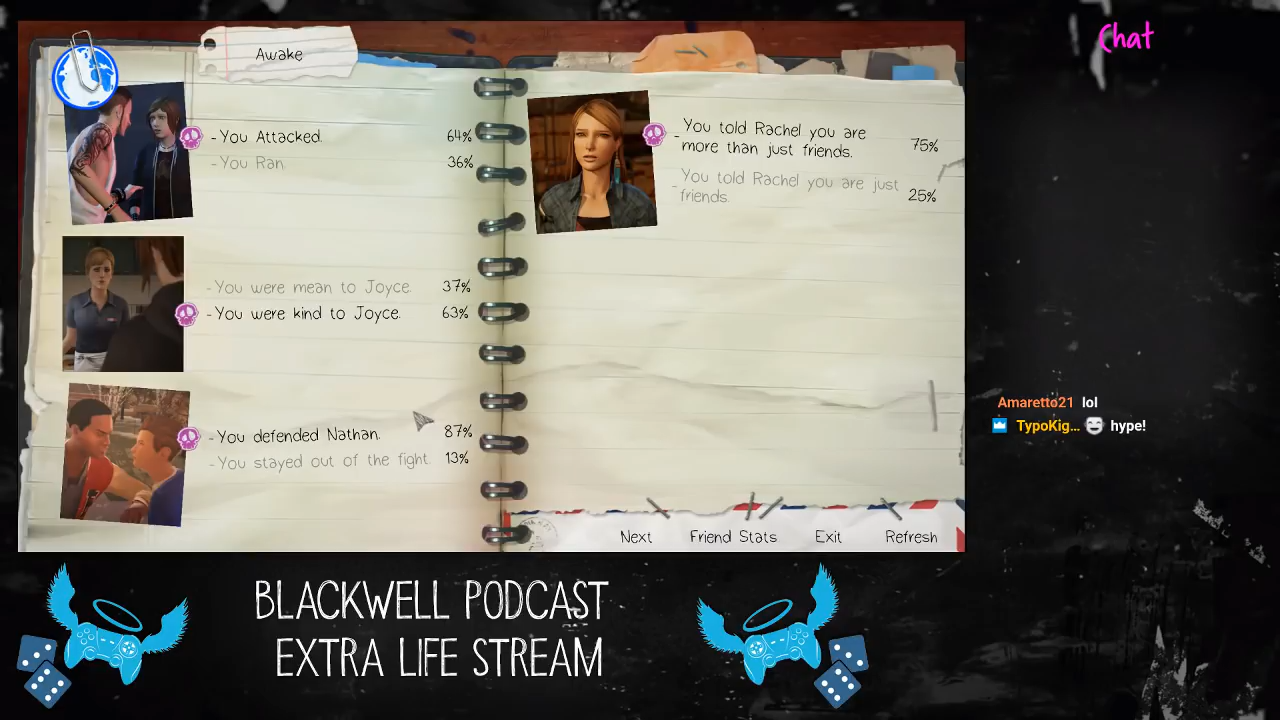 Chat
Awake
- You Attacked. 64%
- You Ran. 36%
- You were mean to Joyce. 37%
- You were kind to Joyce. 63%
- You defended Nathan. 87%
- You stayed out of the fight. 13%
- You told Rachel you are
more than just friends. 75%
- You told Rachel you are just
friends. 25%
Next Friend Stats Exit Refresh
Amaretto21 lol
TypoKig... hype!
BLACKWELL PODCAST
EXTRA LIFE STREAM